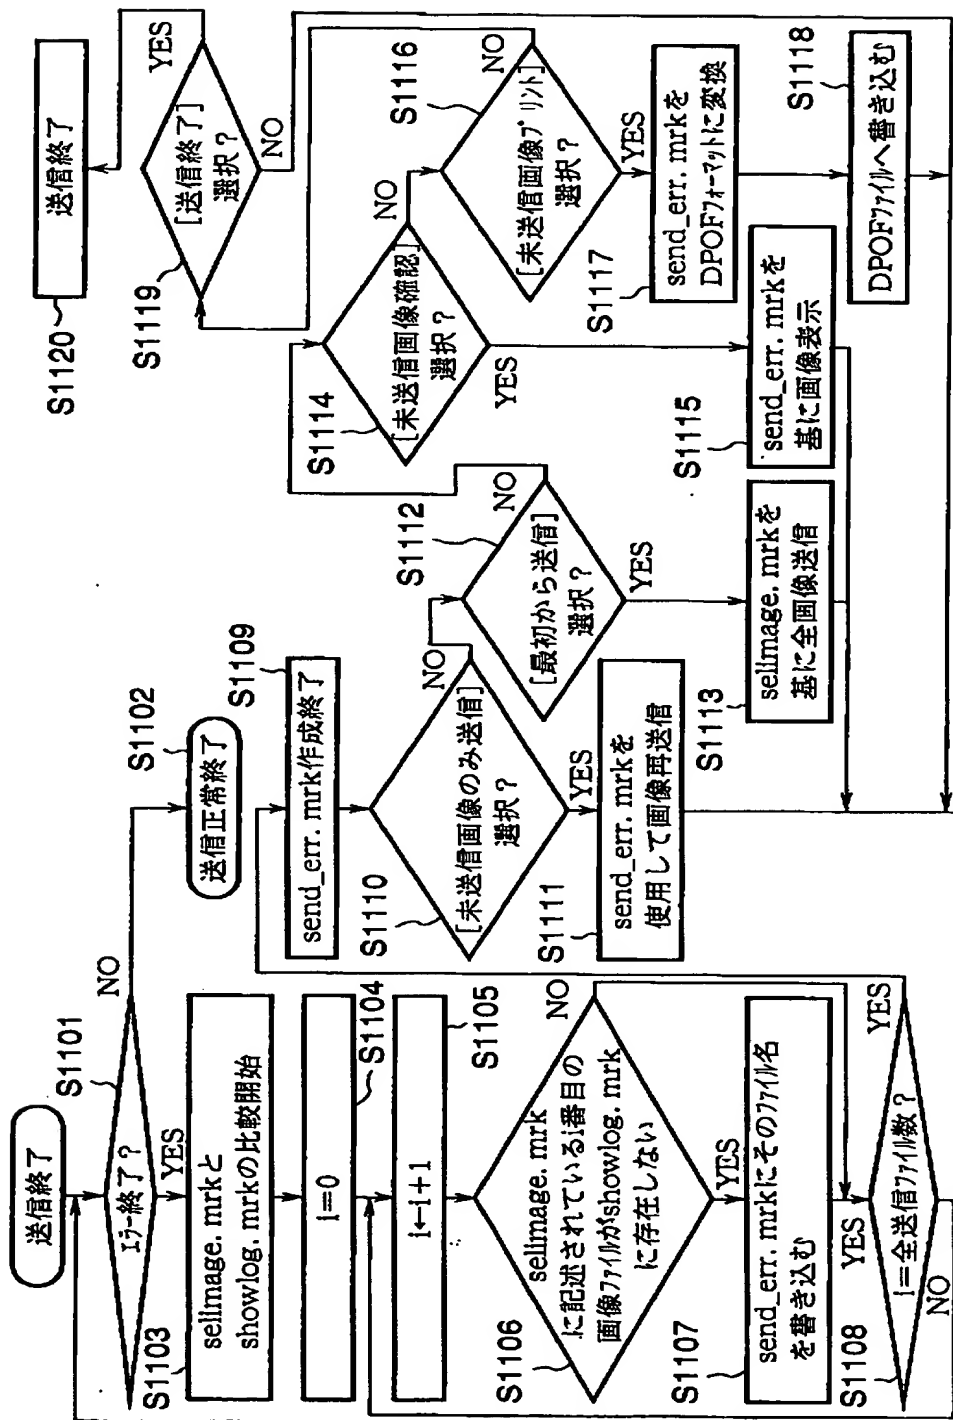 送信終了
S1101
エラー終了？
NO
YES
S1102
送信正常終了
S1103
selImage. mrkと
showlog. mrkの比較開始
S1104
i=0
S1105
i←i+1
S1106
selImage. mrk
に記述されているi番目の
画像ファイルがshowlog. mrk
に存在しない
NO
YES
S1107
send_err. mrkにそのファイル名
を書き込む
YES
S1108
i=全送信ファイル数？
YES
NO
S1109
send_err. mrk作成終了
S1110
[未送信画像のみ送信]
選択？
NO
YES
S1111
send_err. mrkを
使用して画像再送信
S1112
[最初から送信]
選択？
NO
YES
S1113
selImage. mrkを
基に全画像送信
S1114
[未送信画像確認]
選択？
NO
YES
S1115
send_err. mrkを
基に画像表示
S1116
[未送信画像プリント]
選択？
NO
YES
S1117
send_err. mrkを
DPOFフォーマットに変換
S1118
DPOFファイルへ書き込む
S1119
[送信終了]
選択？
YES
NO
S1120
送信終了